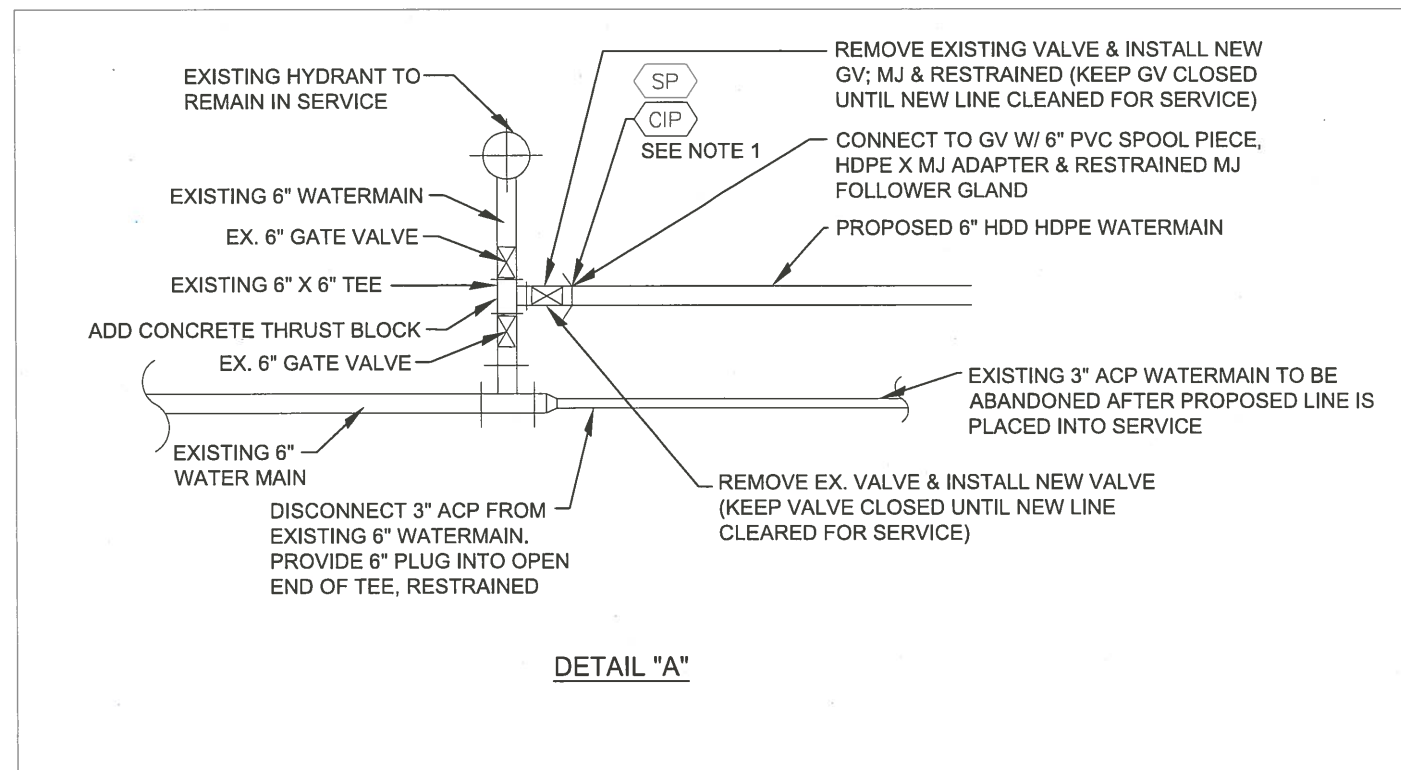 EXISTING HYDRANT TO
REMAIN IN SERVICE
SP
CIP
SEE NOTE 1
REMOVE EXISTING VALVE & INSTALL NEW
GV; MJ & RESTRAINED (KEEP GV CLOSED
UNTIL NEW LINE CLEANED FOR SERVICE)
CONNECT TO GV W/ 6" PVC SPOOL PIECE,
HDPE X MJ ADAPTER & RESTRAINED MJ
FOLLOWER GLAND
PROPOSED 6" HDD HDPE WATERMAIN
EXISTING 6" WATERMAIN
EX. 6" GATE VALVE
EXISTING 6" X 6" TEE
ADD CONCRETE THRUST BLOCK
EX. 6" GATE VALVE
EXISTING 3" ACP WATERMAIN TO BE
ABANDONED AFTER PROPOSED LINE IS
PLACED INTO SERVICE
EXISTING 6"
WATER MAIN
REMOVE EX. VALVE & INSTALL NEW VALVE
(KEEP VALVE CLOSED UNTIL NEW LINE
CLEARED FOR SERVICE)
DISCONNECT 3" ACP FROM
EXISTING 6" WATERMAIN.
PROVIDE 6" PLUG INTO OPEN
END OF TEE, RESTRAINED
DETAIL "A"